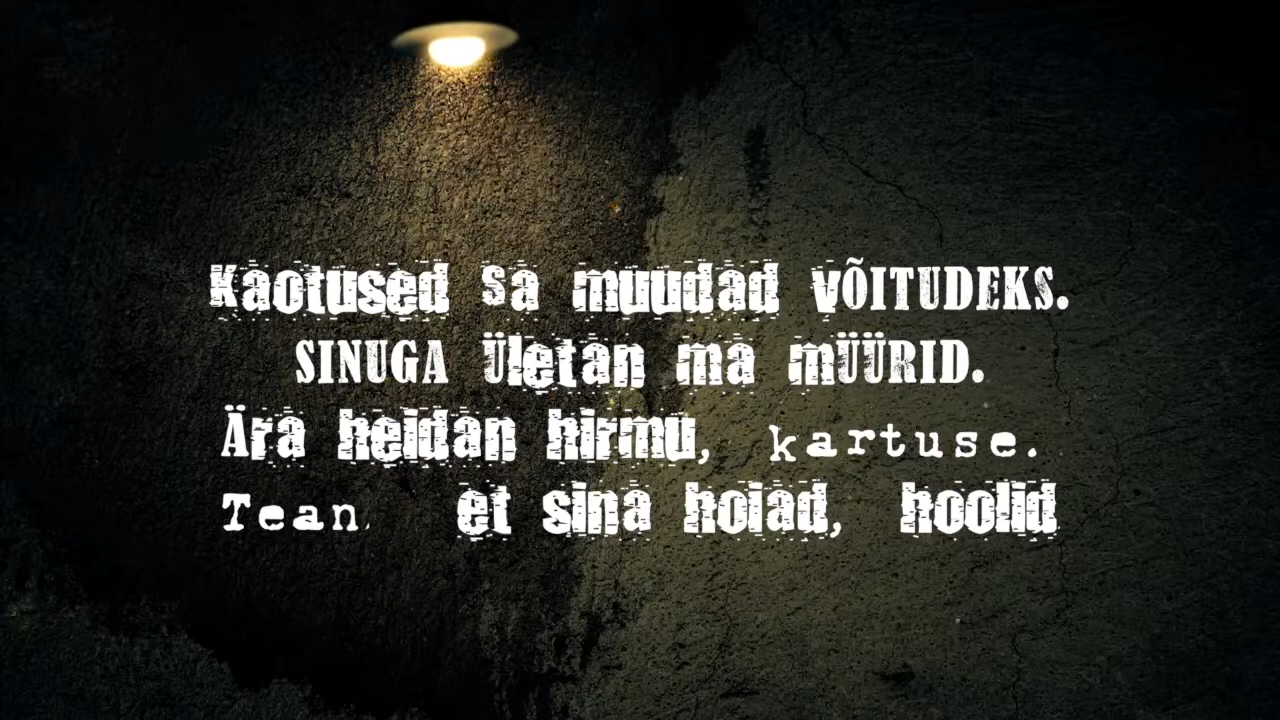 Kaotused sa muudad vÕITUDEKS.
SINUGA Ületan ma mÜÜRID.
Ära heidan hirmu, kartuse.
Tean, et sina hoiad, hoolid